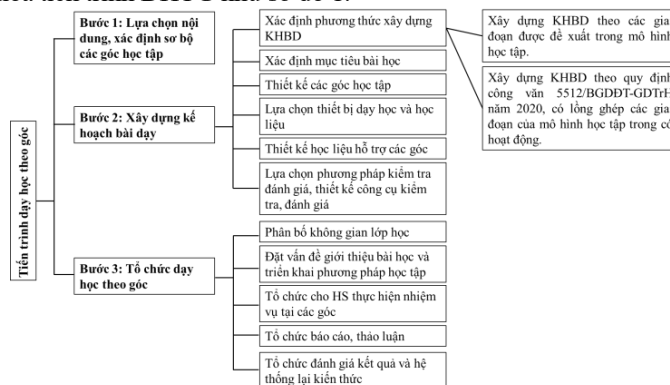 Tiến trình dạy học theo góc
Bước 1: Lựa chọn nội
dung, xác định sơ bộ
các góc học tập
Bước 2: Xây dựng kế
hoạch bài dạy
Xác định phương thức xây dựng
KHBD
Xây dựng KHBD theo các giai
đoạn được đề xuất trong mô hình
học tập.
Xây dựng KHBD theo quy định
công văn 5512/BGDĐT-GDTrH
năm 2020, có lồng ghép các giai
đoạn của mô hình học tập trong có
hoạt động.
Xác định mục tiêu bài học
Thiết kế các góc học tập
Lựa chọn thiết bị dạy học và học
liệu
Thiết kế học liệu hỗ trợ các góc
Lựa chọn phương pháp kiểm tra
đánh giá, thiết kế công cụ kiểm
tra, đánh giá
Bước 3: Tổ chức dạy
học theo góc
Phân bố không gian lớp học
Đặt vấn đề giới thiệu bài học và
triển khai phương pháp học tập
Tổ chức cho HS thực hiện nhiệm
vụ tại các góc
Tổ chức báo cáo, thảo luận
Tổ chức đánh giá kết quả và hệ
thống lại kiến thức